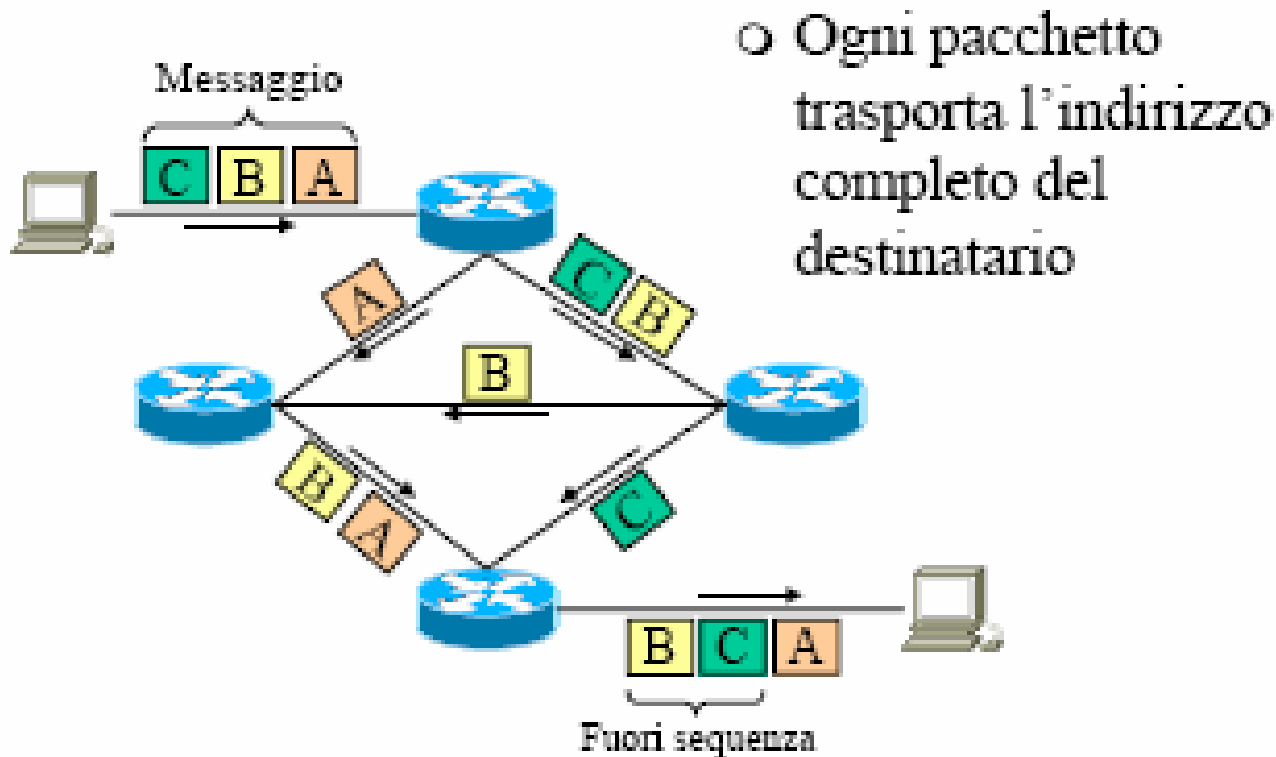 Ogni pacchetto
trasporta l'indirizzo
completo del
destinatario
Messaggio
C B A
A
C B
B
B A
C
B C A
Fuori sequenza